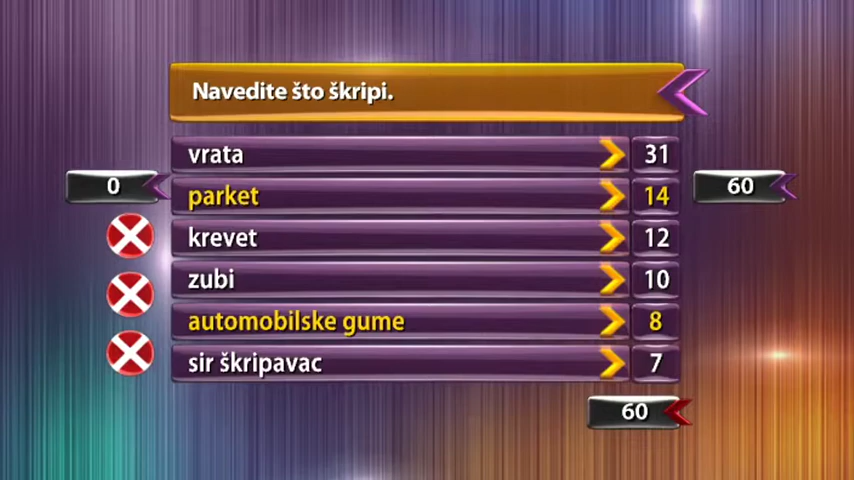 Navedite što škripi.
vrata 31
0
60
parket 14
krevet 12
zubi 10
automobilske gume 8
sir škripavac 7
60